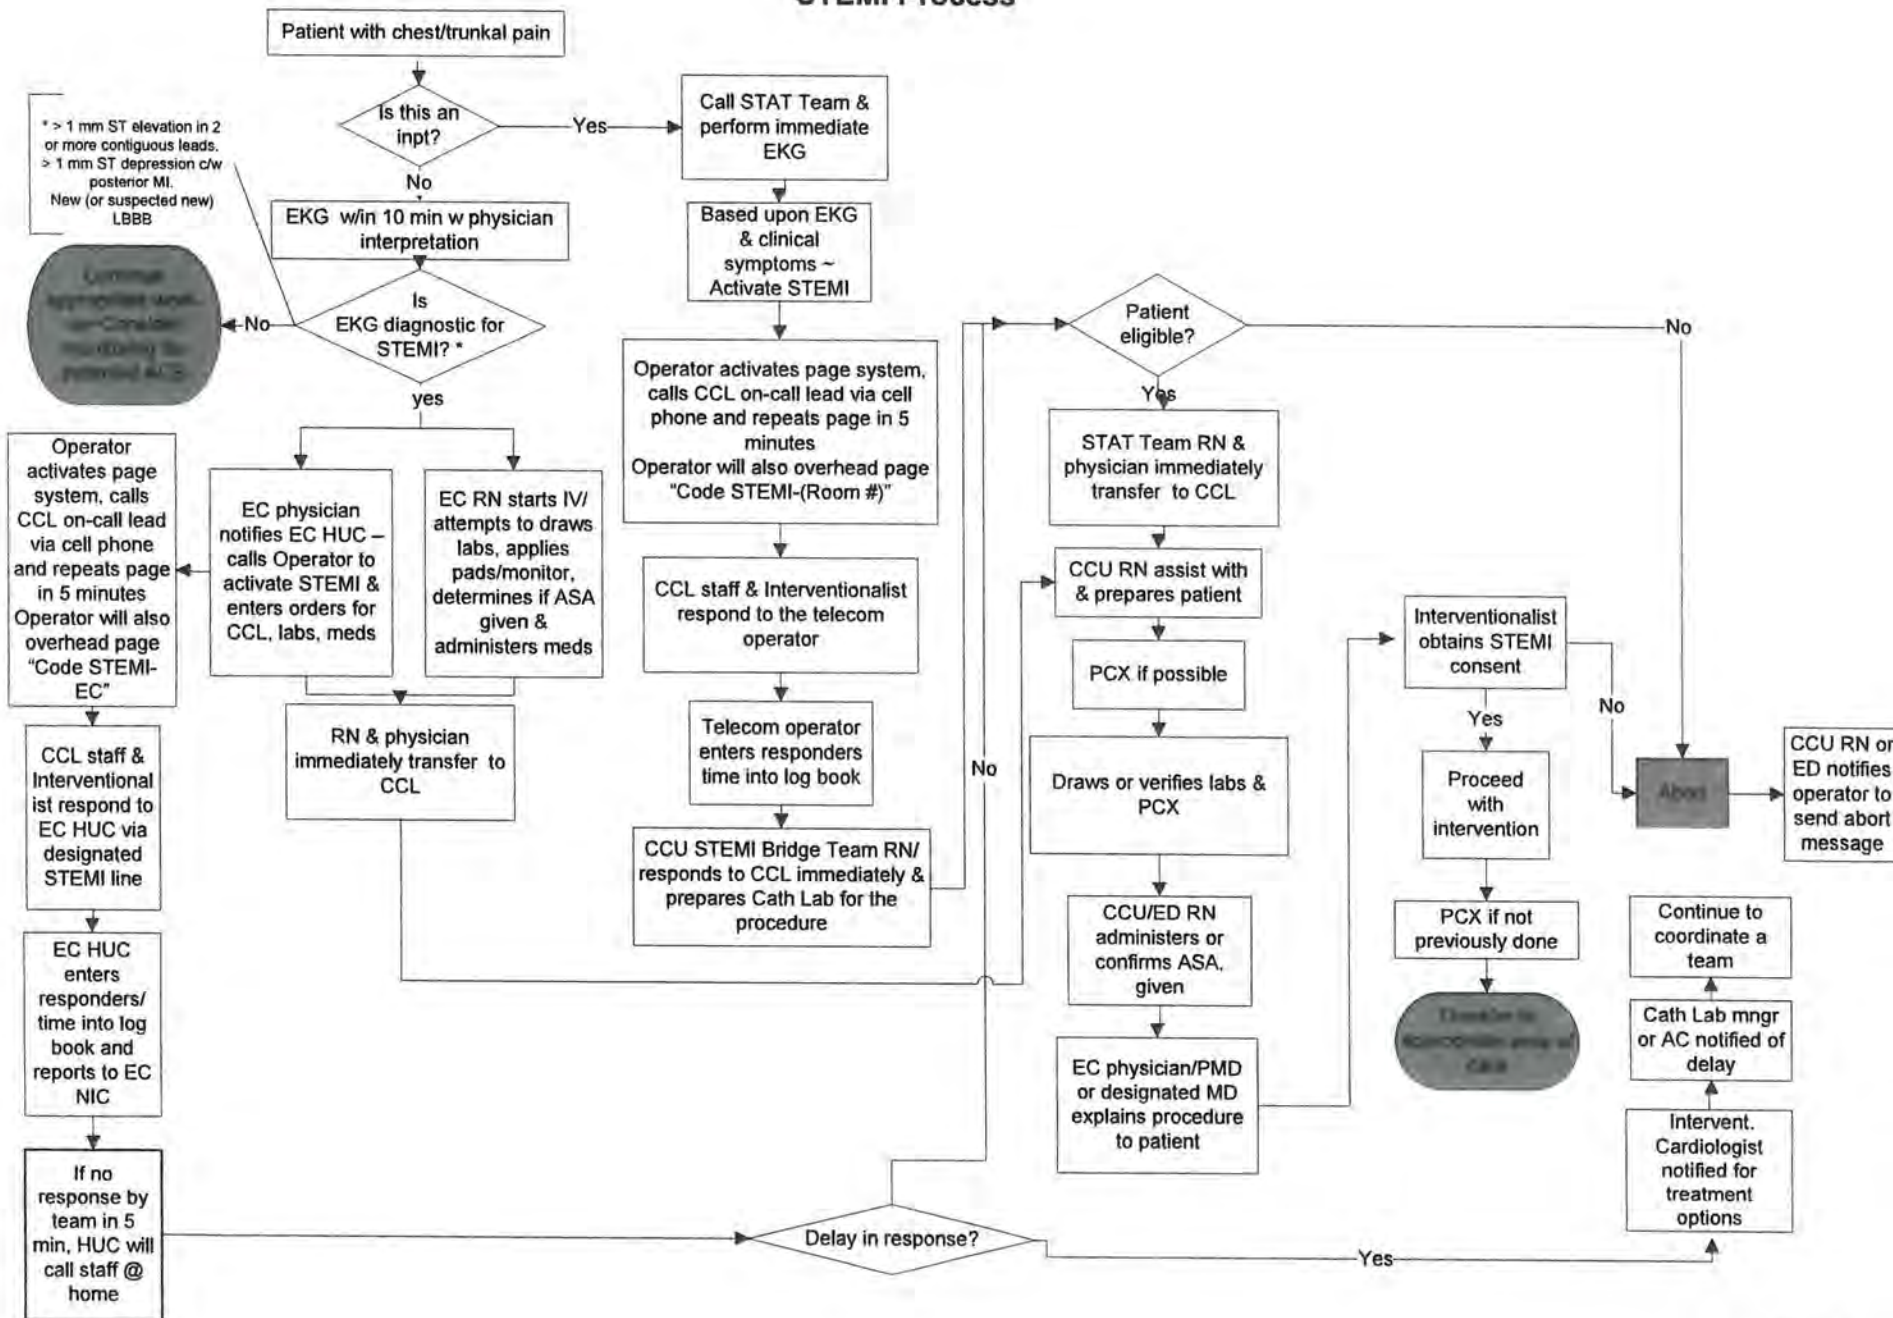 STEMI Process
Patient with chest/trunkal pain
Is this an
inpt?
Yes
No
Call STAT Team &
perform immediate
EKG
* > 1 mm ST elevation in 2
or more contiguous leads.
> 1 mm ST depression c/w
posterior MI.
New (or suspected new)
LBBB
EKG w/in 10 min w physician
interpretation
Based upon EKG
& clinical
symptoms ~
Activate STEMI
Is
EKG diagnostic for
STEMI? *
No
yes
Continue
appropriate work-
Operator
activates page
system, calls
CCL on-call lead
via cell phone
and repeats page
in 5 minutes
Operator will also
overhead page
"Code STEMI-
EC"
EC physician
notifies EC HUC –
calls Operator to
activate STEMI &
enters orders for
CCL, labs, meds
EC RN starts IV/
attempts to draws
labs, applies
pads/monitor,
determines if ASA
given &
administers meds
RN & physician
immediately transfer to
CCL
CCL staff &
Interventional
ist respond to
EC HUC via
designated
STEMI line
EC HUC
enters
responders/
time into log
book and
reports to EC
NIC
If no
response by
team in 5
min, HUC will
call staff @
home
Operator activates page system,
calls CCL on-call lead via cell
phone and repeats page in 5
minutes
Operator will also overhead page
"Code STEMI-(Room #)"
CCL staff & Interventionalist
respond to the telecom
operator
Telecom operator
enters responders
time into log book
CCU STEMI Bridge Team RN/
responds to CCL immediately &
prepares Cath Lab for the
procedure
No
Delay in response?
Yes
Patient
eligible?
No
Yes
STAT Team RN &
physician immediately
transfer to CCL
CCU RN assist with
& prepares patient
PCX if possible
Draws or verifies labs &
PCX
CCU/ED RN
administers or
confirms ASA,
given
EC physician/PMD
or designated MD
explains procedure
to patient
Interventionalist
obtains STEMI
consent
Yes
No
Proceed
with
intervention
PCX if not
previously done
Transfer to
appropriate area of
care
Abort
CCU RN or
ED notifies
operator to
send abort
message
Continue to
coordinate a
team
Cath Lab mngr
or AC notified of
delay
Intervent.
Cardiologist
notified for
treatment
options